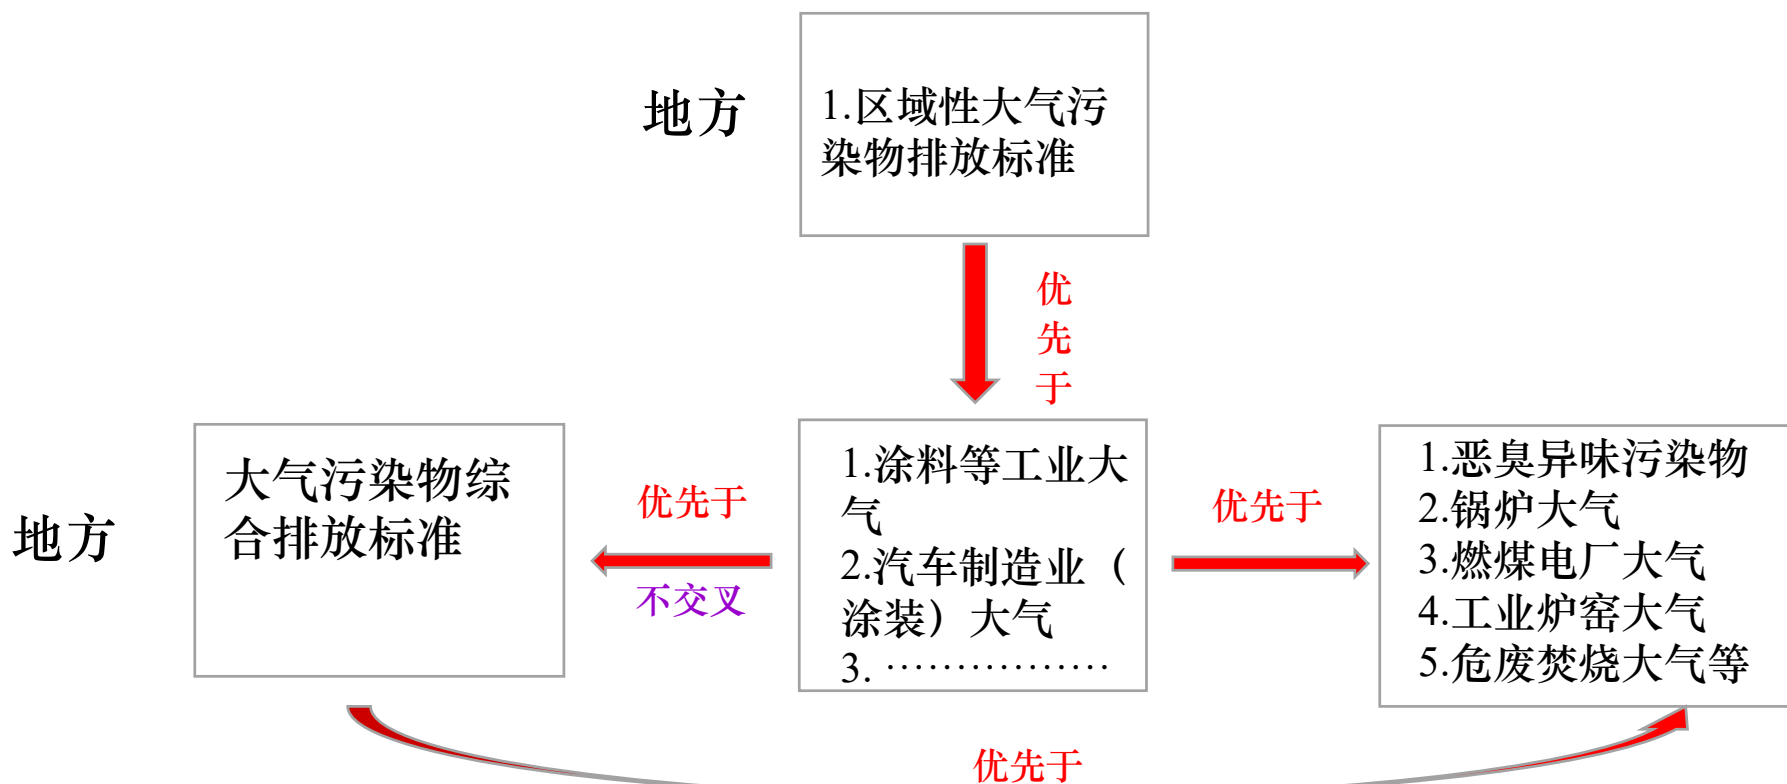 地方
1.区域性大气污
染物排放标准
优
先
于
地方
大气污染物综
合排放标准
优先于
不交叉
1.涂料等工业大
气
2.汽车制造业（
涂装）大气
3. ················
优先于
1.恶臭异味污染物
2.锅炉大气
3.燃煤电厂大气
4.工业炉窑大气
5.危废焚烧大气等
优先于